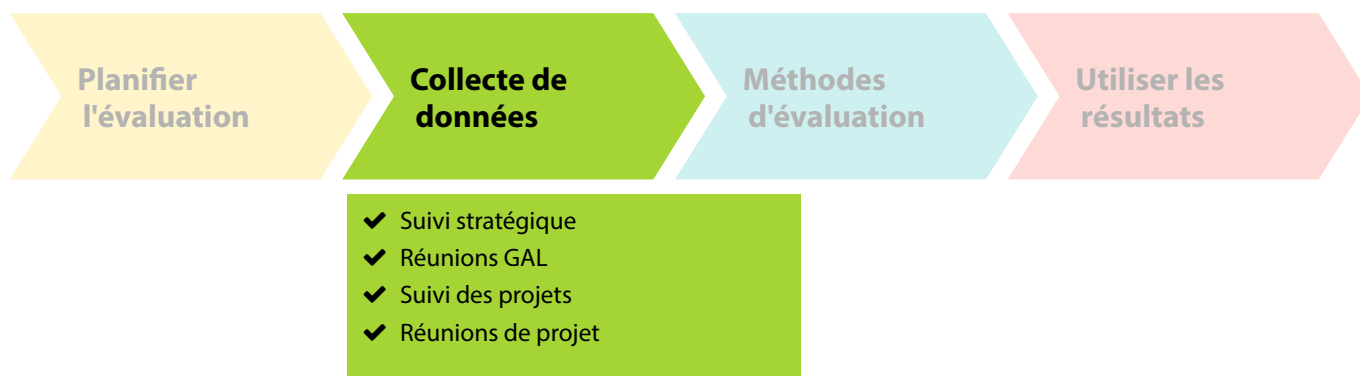 Planifier
l'évaluation
Collecte de
données
Méthodes
d'évaluation
Utiliser les
résultats
✔ Suivi stratégique
✔ Réunions GAL
✔ Suivi des projets
✔ Réunions de projet